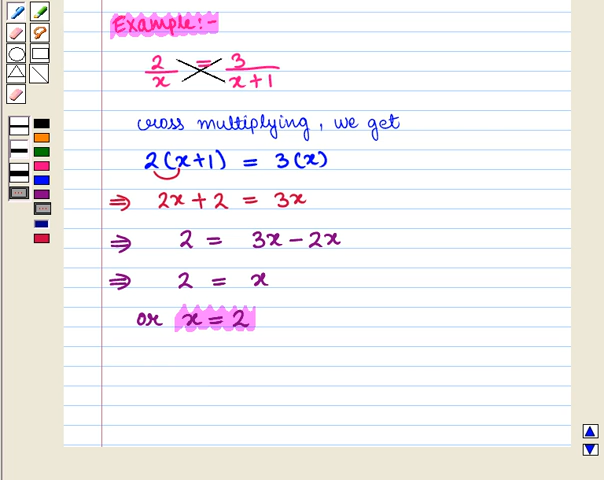 Example:-
2/x = 3/(x+1)
cross multiplying, we get
2(x+1) = 3(x)
⇒ 2x+2 = 3x
⇒ 2 = 3x-2x
⇒ 2 = x
or x = 2